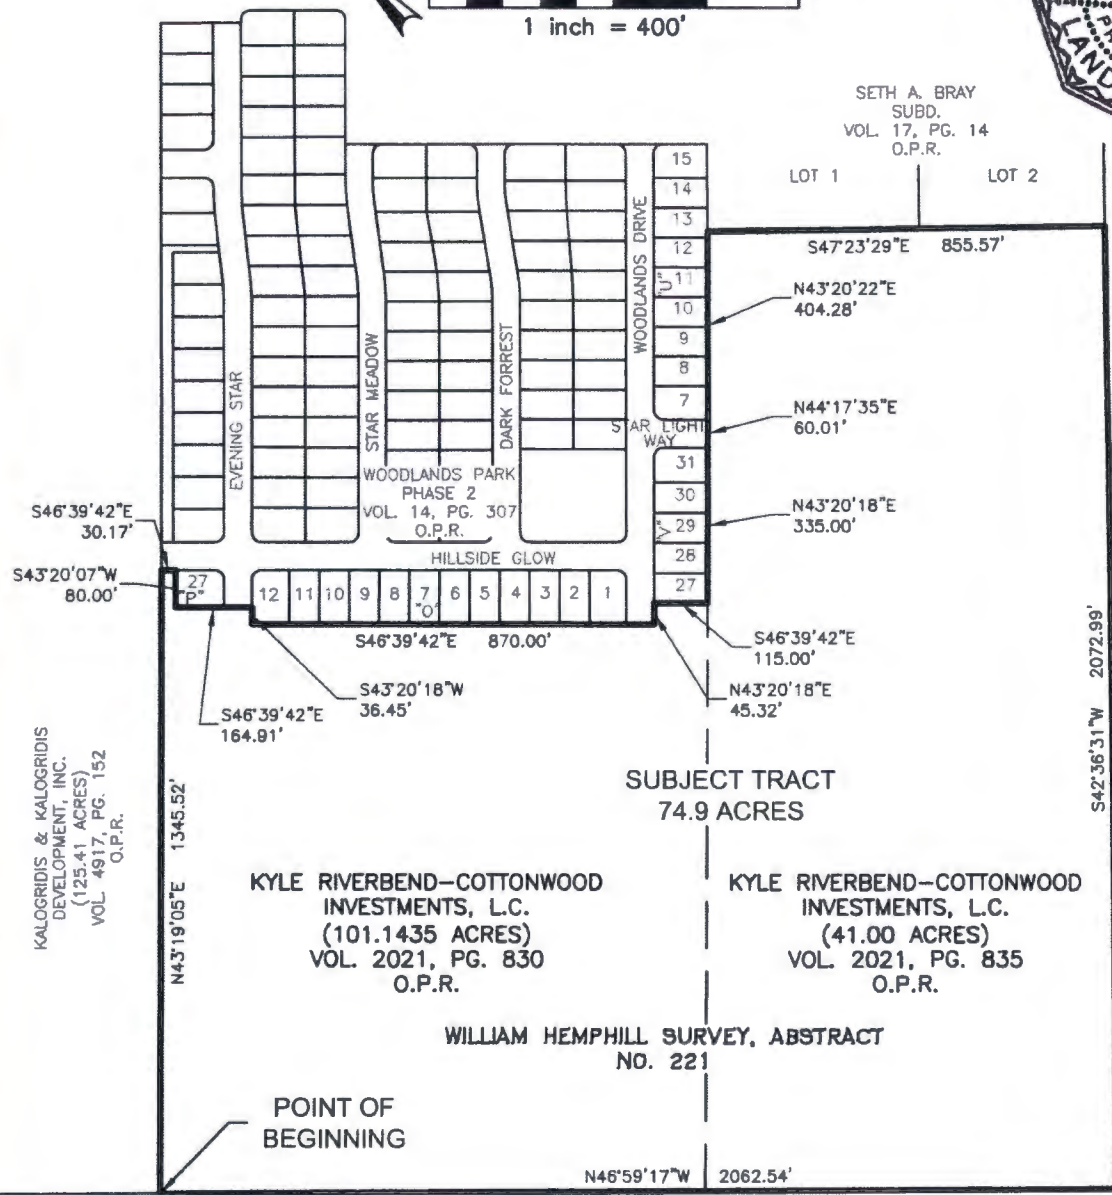 1 inch = 400'
LAND
SETH A. BRAY
SUBD.
VOL. 17, PG. 14
O.P.R.
LOT 1
LOT 2
S47°23'29"E 855.57'
15
14
13
12
"U" 11
10
9
8
7
WOODLANDS DRIVE
N43°20'22"E
404.28'
N44°17'35"E
60.01'
STAR LIGHT
WAY
31
30
"V" 29
28
27
N43°20'18"E
335.00'
EVENING STAR
STAR MEADOW
DARK FORREST
WOODLANDS PARK
PHASE 2
VOL. 14, PG. 307
O.P.R.
HILLSIDE GLOW
S46°39'42"E
30.17'
S43°20'07"W
80.00'
27
"P"
12 11 10 9 8 7 6 5 4 3 2 1
"O"
S46°39'42"E 870.00'
S46°39'42"E
115.00'
S43°20'18"W
36.45'
N43°20'18"E
45.32'
S46°39'42"E
164.91'
S42°36'31"W 2072.99'
KALOGRIDIS & KALOGRIDIS
DEVELOPMENT, INC.
(125.41 ACRES)
VOL. 4917, PG. 152
O.P.R.
N43°19'05"E 1345.52'
SUBJECT TRACT
74.9 ACRES
KYLE RIVERBEND-COTTONWOOD
INVESTMENTS, L.C.
(101.1435 ACRES)
VOL. 2021, PG. 830
O.P.R.
KYLE RIVERBEND-COTTONWOOD
INVESTMENTS, L.C.
(41.00 ACRES)
VOL. 2021, PG. 835
O.P.R.
WILLIAM HEMPHILL SURVEY, ABSTRACT
NO. 221
POINT OF
BEGINNING
N46°59'17"W 2062.54'